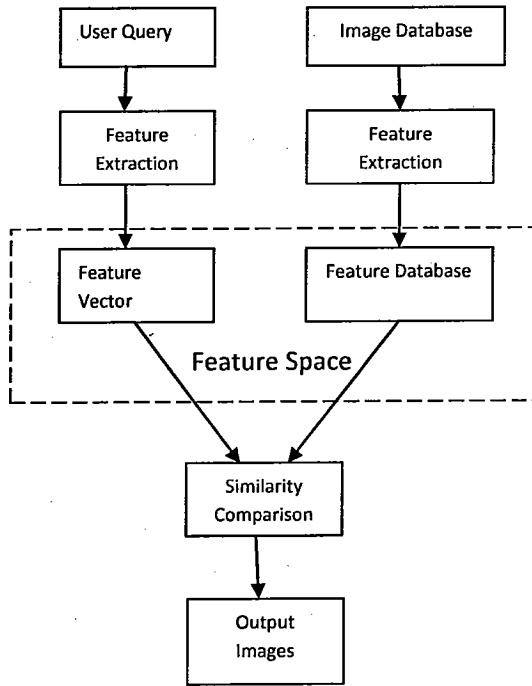 User Query
Image Database
Feature
Extraction
Feature
Extraction
Feature
Vector
Feature Database
Feature Space
Similarity
Comparison
Output
Images